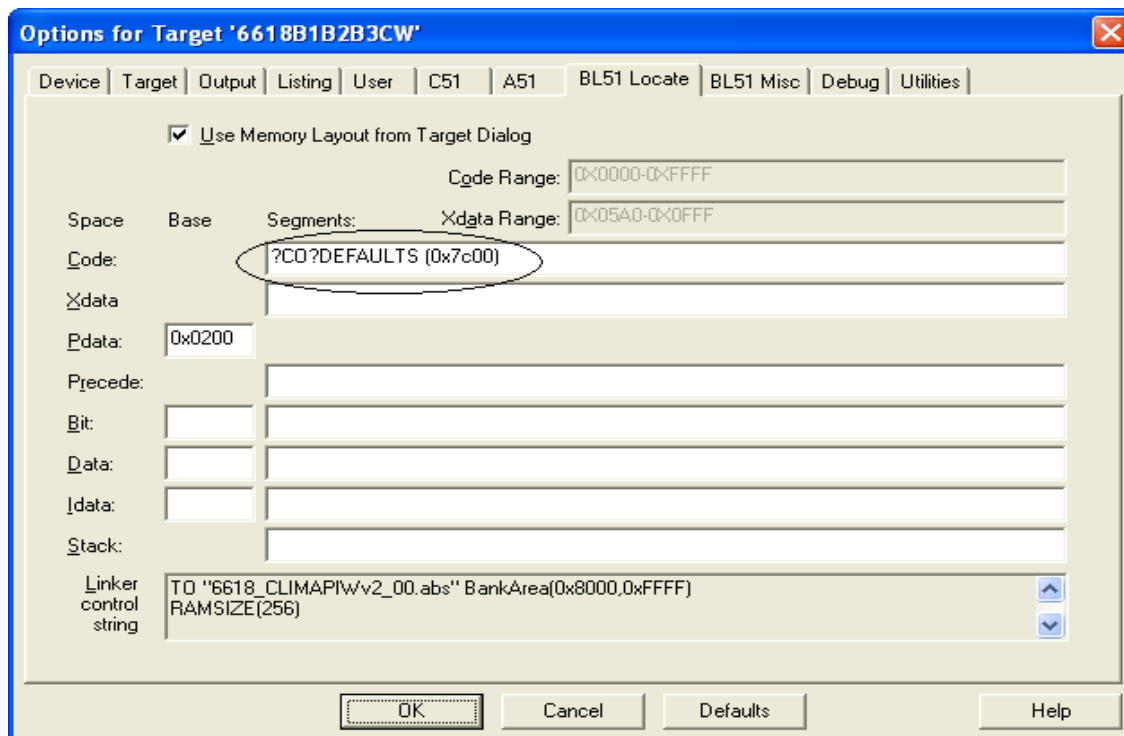 Options for Target '6618B1B2B3CW'
Device Target Output Listing User C51 A51 BL51 Locate BL51 Misc Debug Utilities
Use Memory Layout from Target Dialog
Code Range: 0X0000-0XFFFF
Space Base Segments: Xdata Range: 0X05A0-0X0FFF
Code: ?CO?DEFAULTS (0x7c00)
Xdata
Pdata: 0x0200
Precede:
Bit:
Data:
Idata:
Stack:
Linker control string
TO "6618_CLIMAPIWv2_00.abs" BankArea(0x8000,0xFFFF)
RAMSIZE(256)
OK Cancel Defaults Help